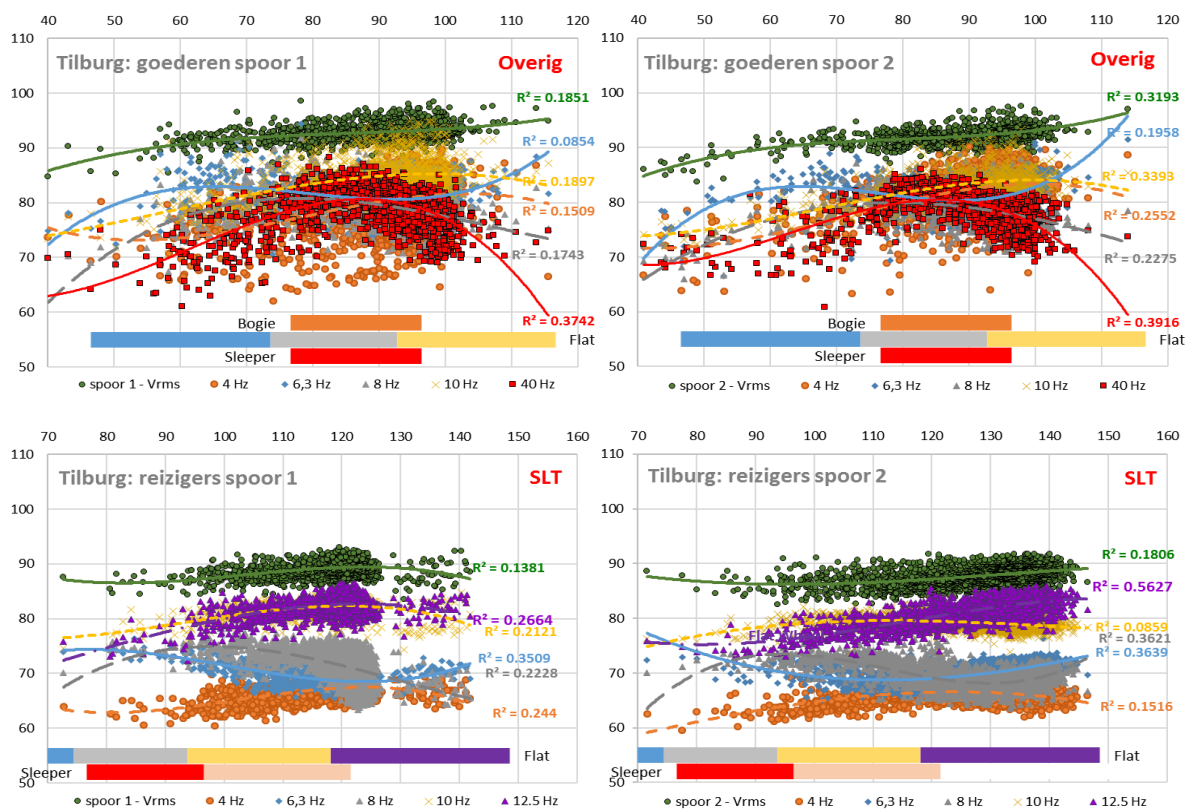 40 50 60 70 80 90 100 110 120
110
100
90
80
70
60
50
Tilburg: goederen spoor 1
Overig
R² = 0.1851
R² = 0.0854
R² = 0.1897
R² = 0.1509
R² = 0.1743
R² = 0.3742
Bogie
Flat
Sleeper
spoor 1 - Vrms 4 Hz 6,3 Hz 8 Hz 10 Hz 40 Hz
40 50 60 70 80 90 100 110 120
110
100
90
80
70
60
50
Tilburg: goederen spoor 2
Overig
R² = 0.3193
R² = 0.1958
R² = 0.3393
R² = 0.2552
R² = 0.2275
R² = 0.3916
Bogie
Flat
Sleeper
spoor 2 - Vrms 4 Hz 6,3 Hz 8 Hz 10 Hz 40 Hz
70 80 90 100 110 120 130 140 150 160
110
100
90
80
70
60
50
Tilburg: reizigers spoor 1
SLT
R² = 0.1381
R² = 0.2664
R² = 0.2121
R² = 0.3509
R² = 0.2228
R² = 0.244
Flat
Sleeper
spoor 1 - Vrms 4 Hz 6,3 Hz 8 Hz 10 Hz 12.5 Hz
70 80 90 100 110 120 130 140 150 160
110
100
90
80
70
60
50
Tilburg: reizigers spoor 2
SLT
R² = 0.1806
R² = 0.5627
R² = 0.0859
R² = 0.3621
R² = 0.3639
R² = 0.1516
Flat
Sleeper
spoor 2 - Vrms 4 Hz 6,3 Hz 8 Hz 10 Hz 12.5 Hz